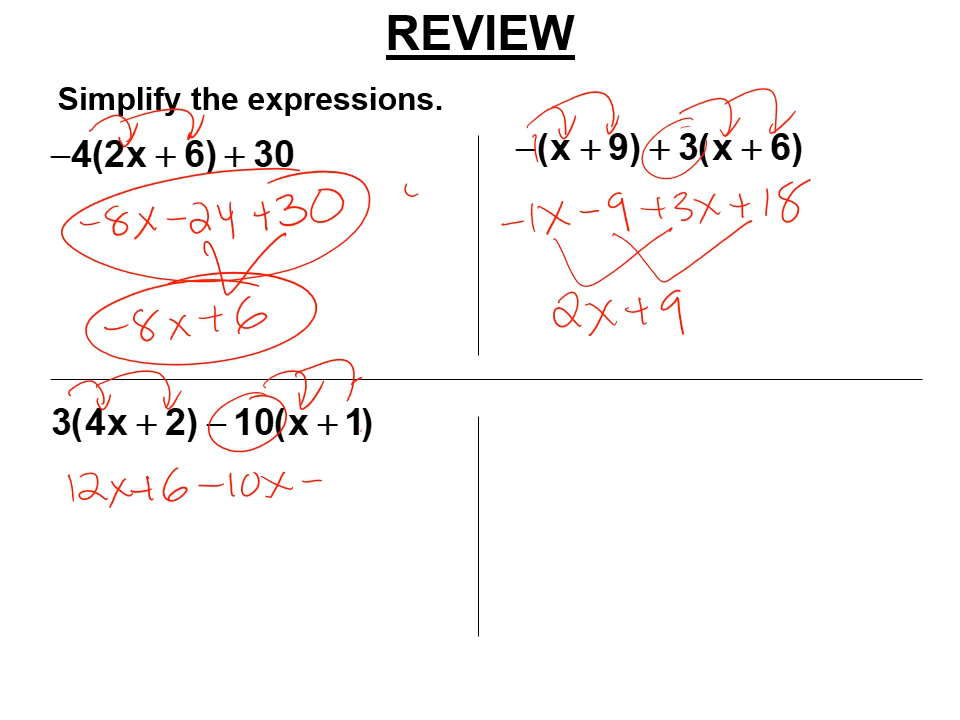 REVIEW
Simplify the expressions.
−4(2x + 6) + 30
-8x - 24 + 30
-8x + 6
−(x + 9) + 3(x + 6)
1
-1x - 9 + 3x + 18
2x + 9
3(4x + 2) − 10(x + 1)
12x + 6 - 10x -